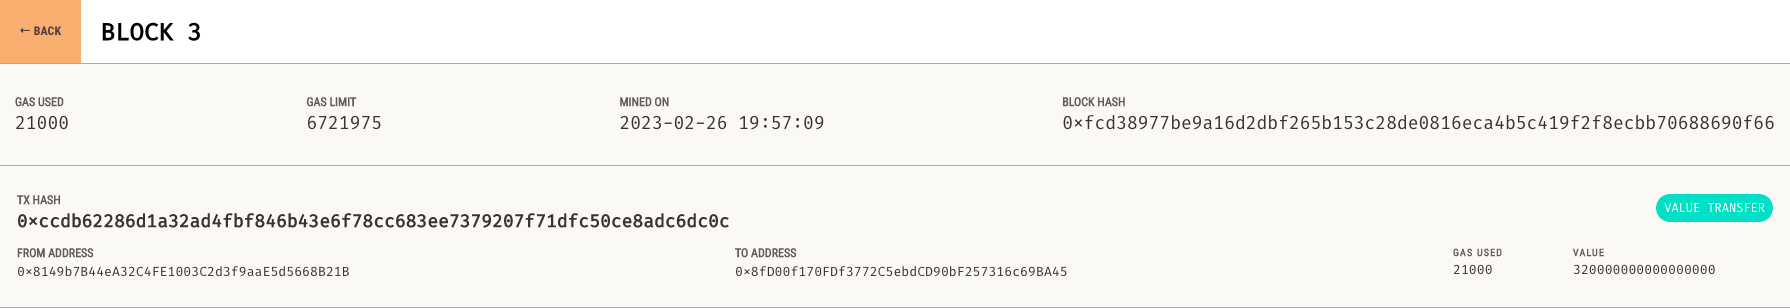 ← BACK
BLOCK 3
GAS USED
21000
GAS LIMIT
6721975
MINED ON
2023-02-26 19:57:09
BLOCK HASH
0×fcd38977be9a16d2dbf265b153c28de0816eca4b5c419f2f8ecbb70688690f66
TX HASH
0×ccdb62286d1a32ad4fbf846b43e6f78cc683ee7379207f71dfc50ce8adc6dc0c
VALUE TRANSFER
FROM ADDRESS
0×8149b7B44eA32C4FE1003C2d3f9aaE5d5668B21B
TO ADDRESS
0×8fD00f170FDf3772C5ebdCD90bF257316c69BA45
GAS USED
21000
VALUE
320000000000000000